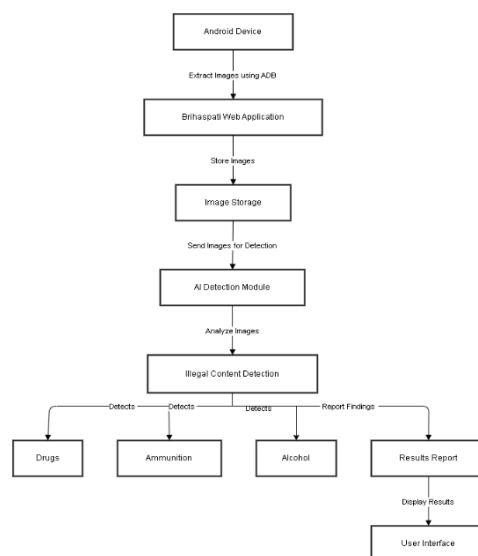 Android Device
Extract Images using ADB
Brihaspati Web Application
Store Images
Image Storage
Send Images for Detection
AI Detection Module
Analyze Images
Illegal Content Detection
Detects
Detects
Detects
Report Findings
Drugs
Ammunition
Alcohol
Results Report
Display Results
User Interface